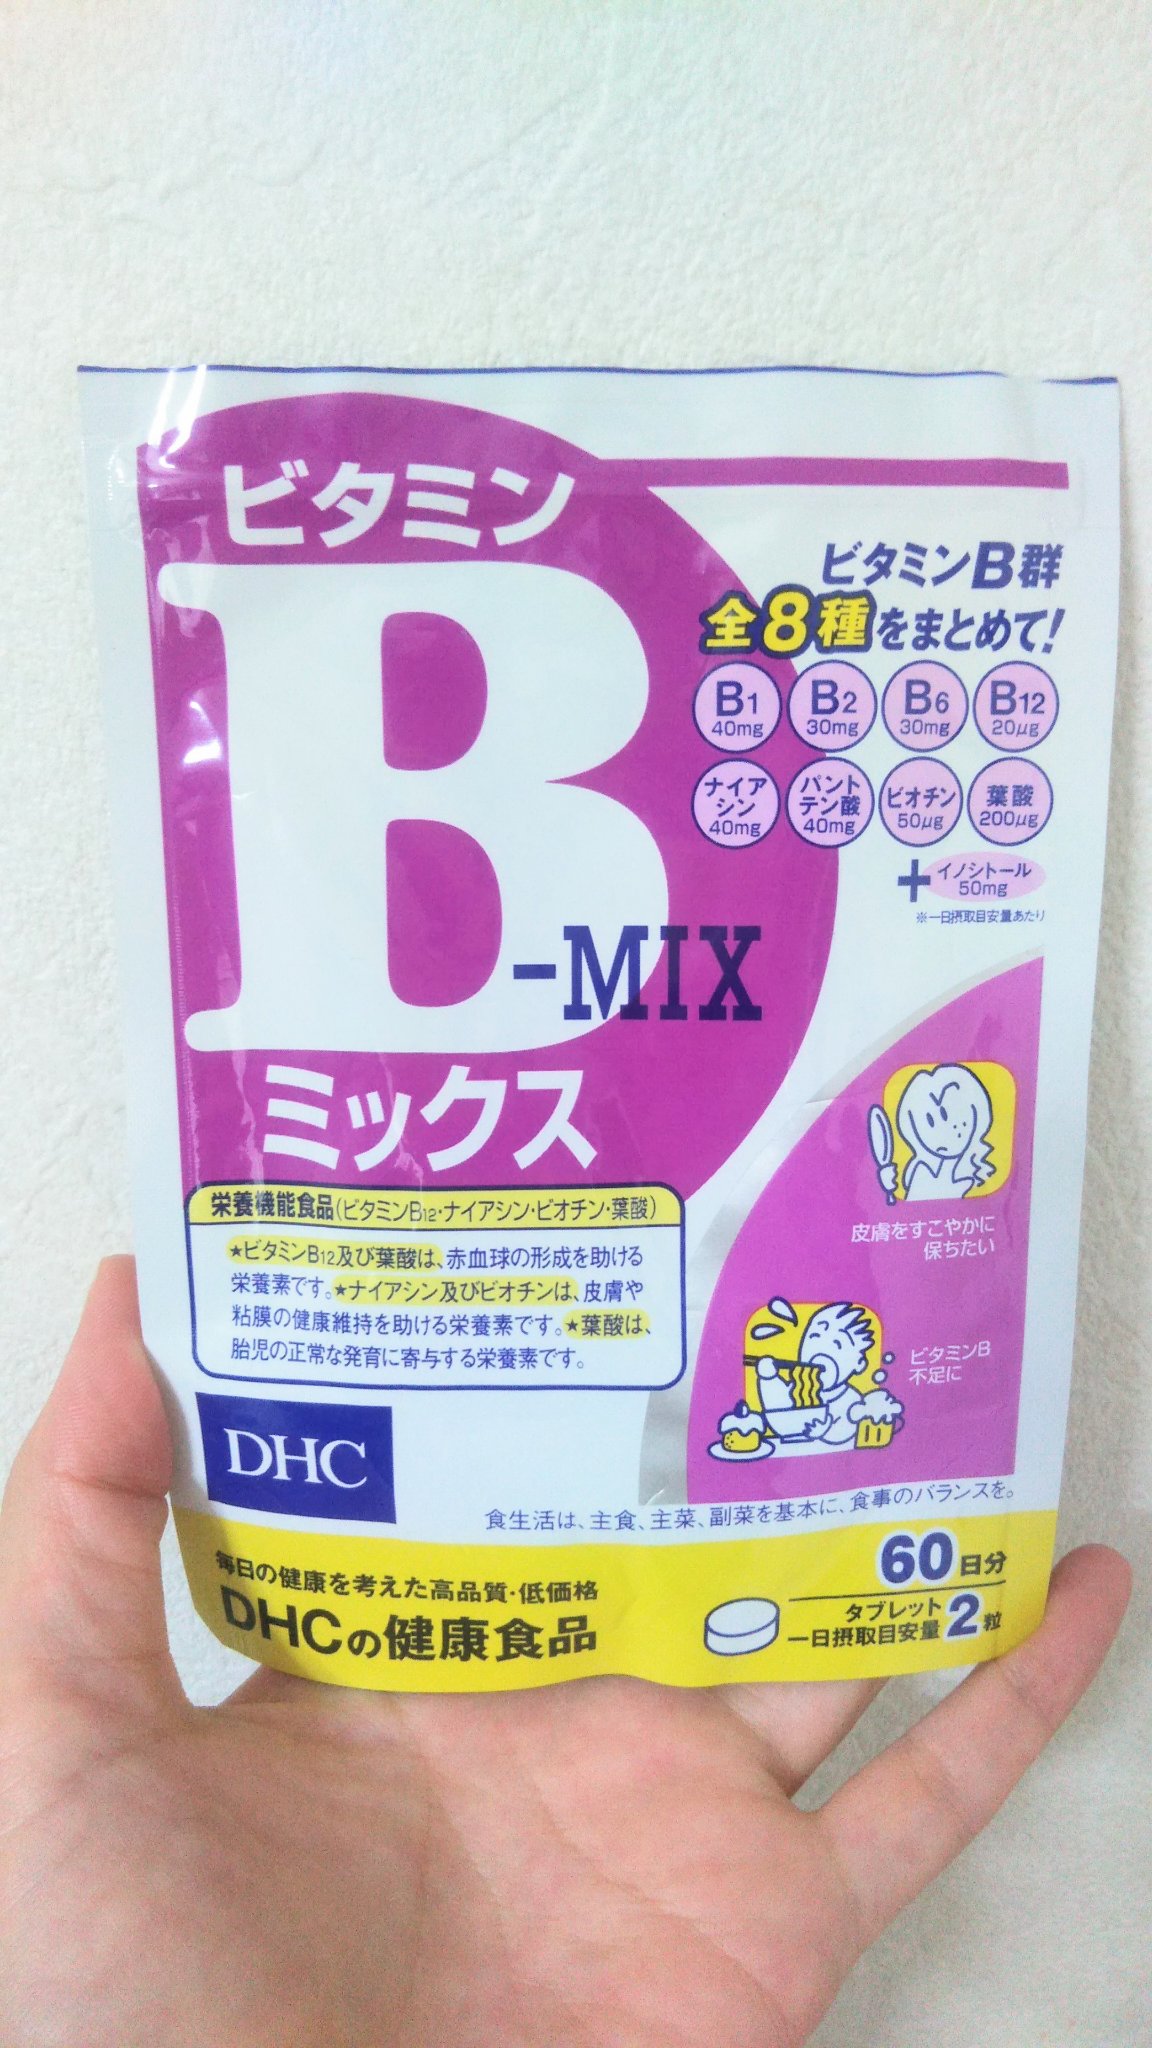 ビタミン
B-MIX
ミックス
ビタミンB群
全8種をまとめて!
B1 40mg
B2 30mg
B6 30mg
B12 20μg
ナイア
シン
40mg
パント
テン酸
40mg
ビオチン
50μg
葉酸
200μg
+イノシトール
50mg
※一日摂取目安量あたり
皮膚をすこやかに
保ちたい
ビタミンB
不足に
栄養機能食品(ビタミンB12・ナイアシン・ビオチン・葉酸)
★ビタミンB12及び葉酸は、赤血球の形成を助ける
栄養素です。★ナイアシン及びビオチンは、皮膚や
粘膜の健康維持を助ける栄養素です。★葉酸は、
胎児の正常な発育に寄与する栄養素です。
DHC
食生活は、主食、主菜、副菜を基本に、食事のバランスを。
毎日の健康を考えた高品質・低価格
DHCの健康食品
60日分
タブレット
一日摂取目安量2粒